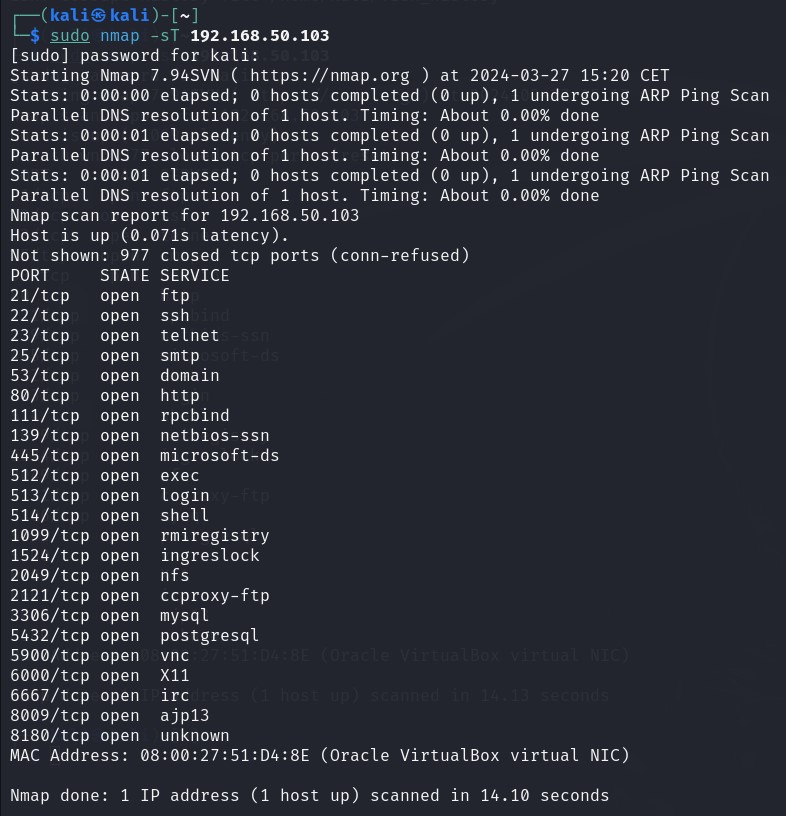 ┌──(kali㉿kali)-[~]
└─$ sudo nmap -sT 192.168.50.103
[sudo] password for kali:
Starting Nmap 7.94SVN ( https://nmap.org ) at 2024-03-27 15:20 CET
Stats: 0:00:00 elapsed; 0 hosts completed (0 up), 1 undergoing ARP Ping Scan
Parallel DNS resolution of 1 host. Timing: About 0.00% done
Stats: 0:00:01 elapsed; 0 hosts completed (0 up), 1 undergoing ARP Ping Scan
Parallel DNS resolution of 1 host. Timing: About 0.00% done
Stats: 0:00:01 elapsed; 0 hosts completed (0 up), 1 undergoing ARP Ping Scan
Parallel DNS resolution of 1 host. Timing: About 0.00% done
Nmap scan report for 192.168.50.103
Host is up (0.071s latency).
Not shown: 977 closed tcp ports (conn-refused)
PORT     STATE SERVICE
21/tcp   open  ftp
22/tcp   open  ssh
23/tcp   open  telnet
25/tcp   open  smtp
53/tcp   open  domain
80/tcp   open  http
111/tcp  open  rpcbind
139/tcp  open  netbios-ssn
445/tcp  open  microsoft-ds
512/tcp  open  exec
513/tcp  open  login
514/tcp  open  shell
1099/tcp open  rmiregistry
1524/tcp open  ingreslock
2049/tcp open  nfs
2121/tcp open  ccproxy-ftp
3306/tcp open  mysql
5432/tcp open  postgresql
5900/tcp open  vnc
6000/tcp open  X11
6667/tcp open  irc
8009/tcp open  ajp13
8180/tcp open  unknown
MAC Address: 08:00:27:51:D4:8E (Oracle VirtualBox virtual NIC)
Nmap done: 1 IP address (1 host up) scanned in 14.10 seconds